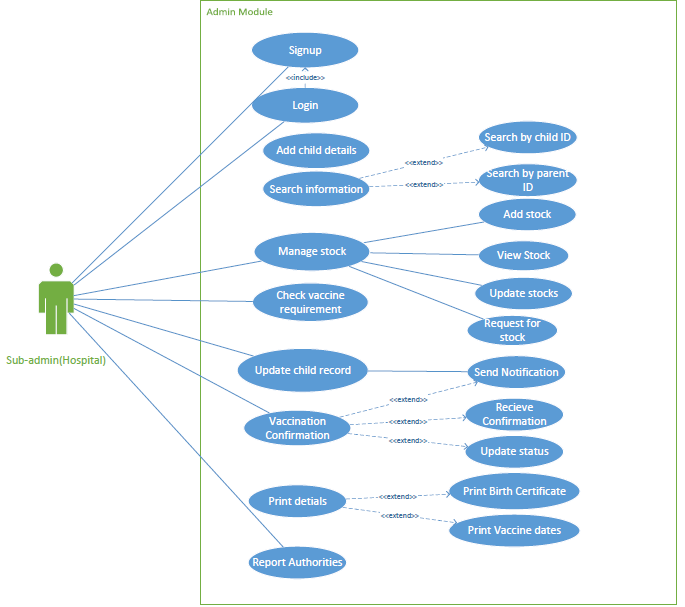 Admin Module
Signup
<<include>>
Login
Add child details
Search by child ID
<<extend>>
Search information
<<extend>>
Search by parent
ID
Add stock
Manage stock
View Stock
Check vaccine
requirement
Update stocks
Request for
stock
Sub-admin(Hospital)
Update child record
Send Notification
<<extend>>
Vaccination
Confirmation
<<extend>>
Recieve
Confirmation
<<extend>>
Update status
Print detials
<<extend>>
Print Birth Certificate
<<extend>>
Print Vaccine dates
Report Authorities